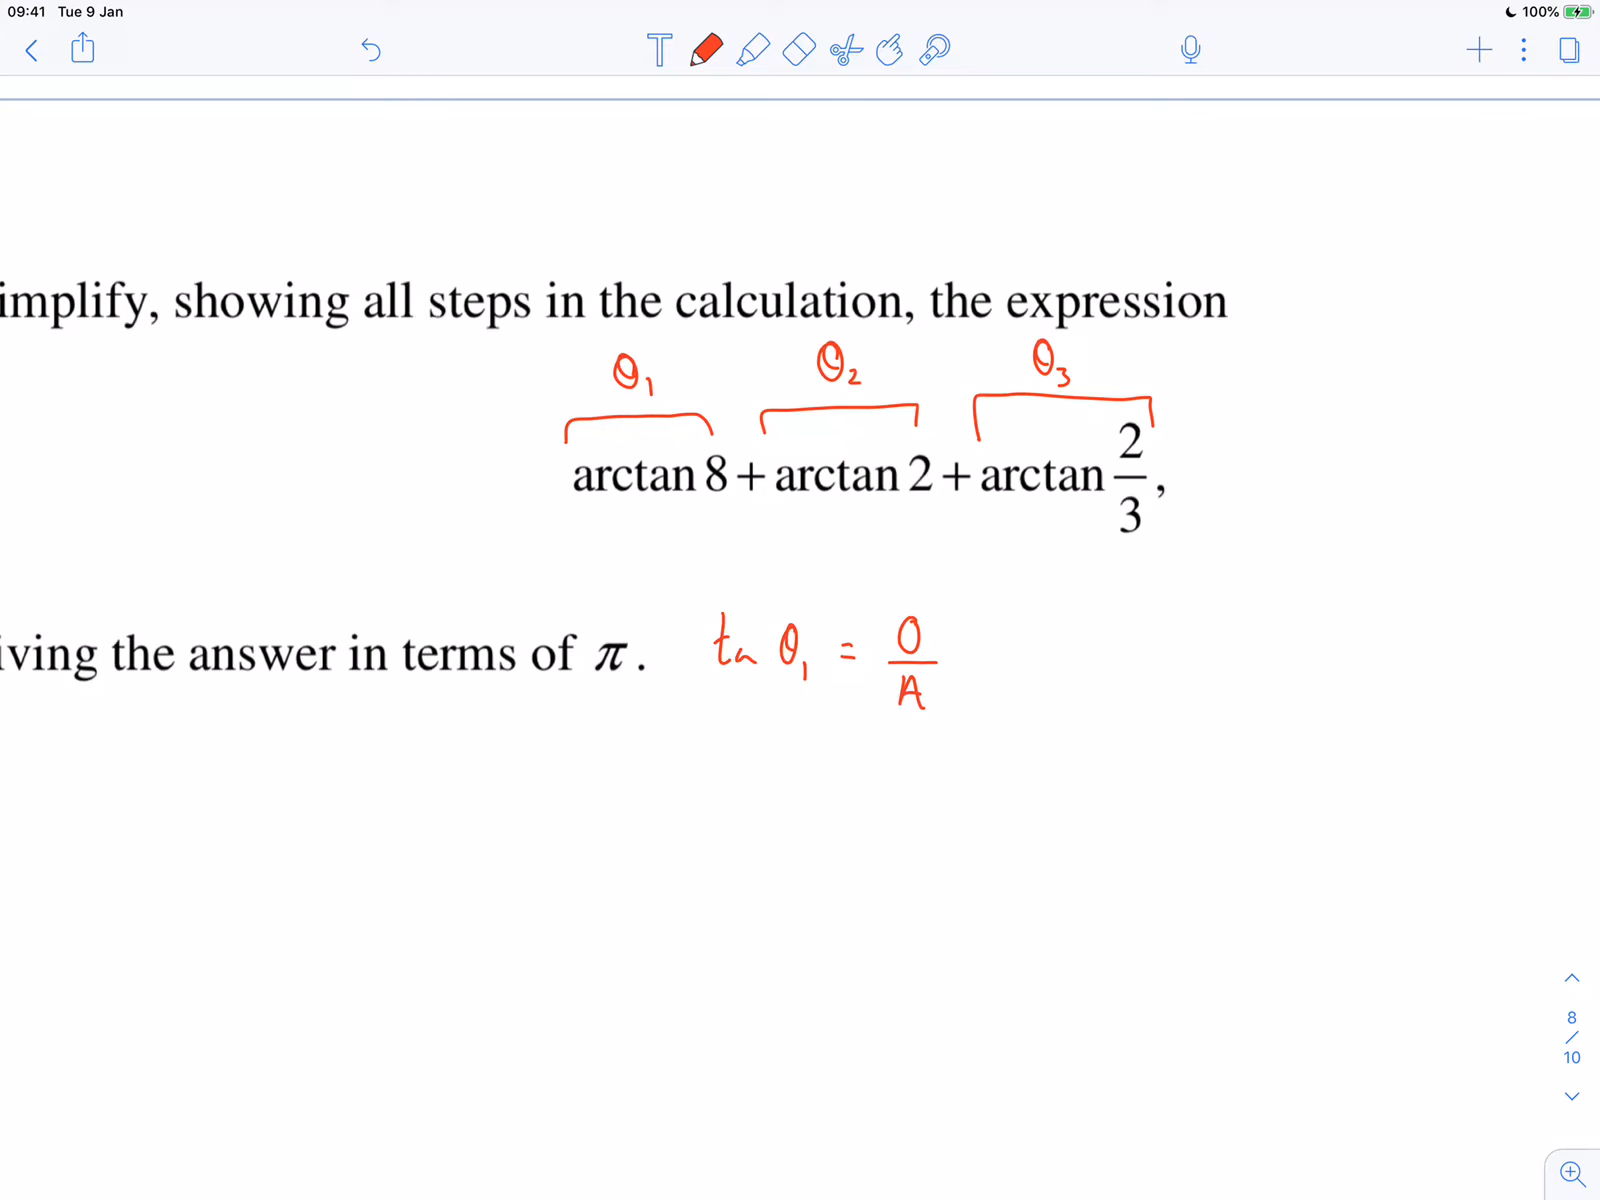 09:41 Tue 9 Jan
100%
T
implify, showing all steps in the calculation, the expression
θ₁ θ₂ θ₃
arctan 8 + arctan 2 + arctan 2/3,
iving the answer in terms of π. tan θ₁ = O/A
8
/
10